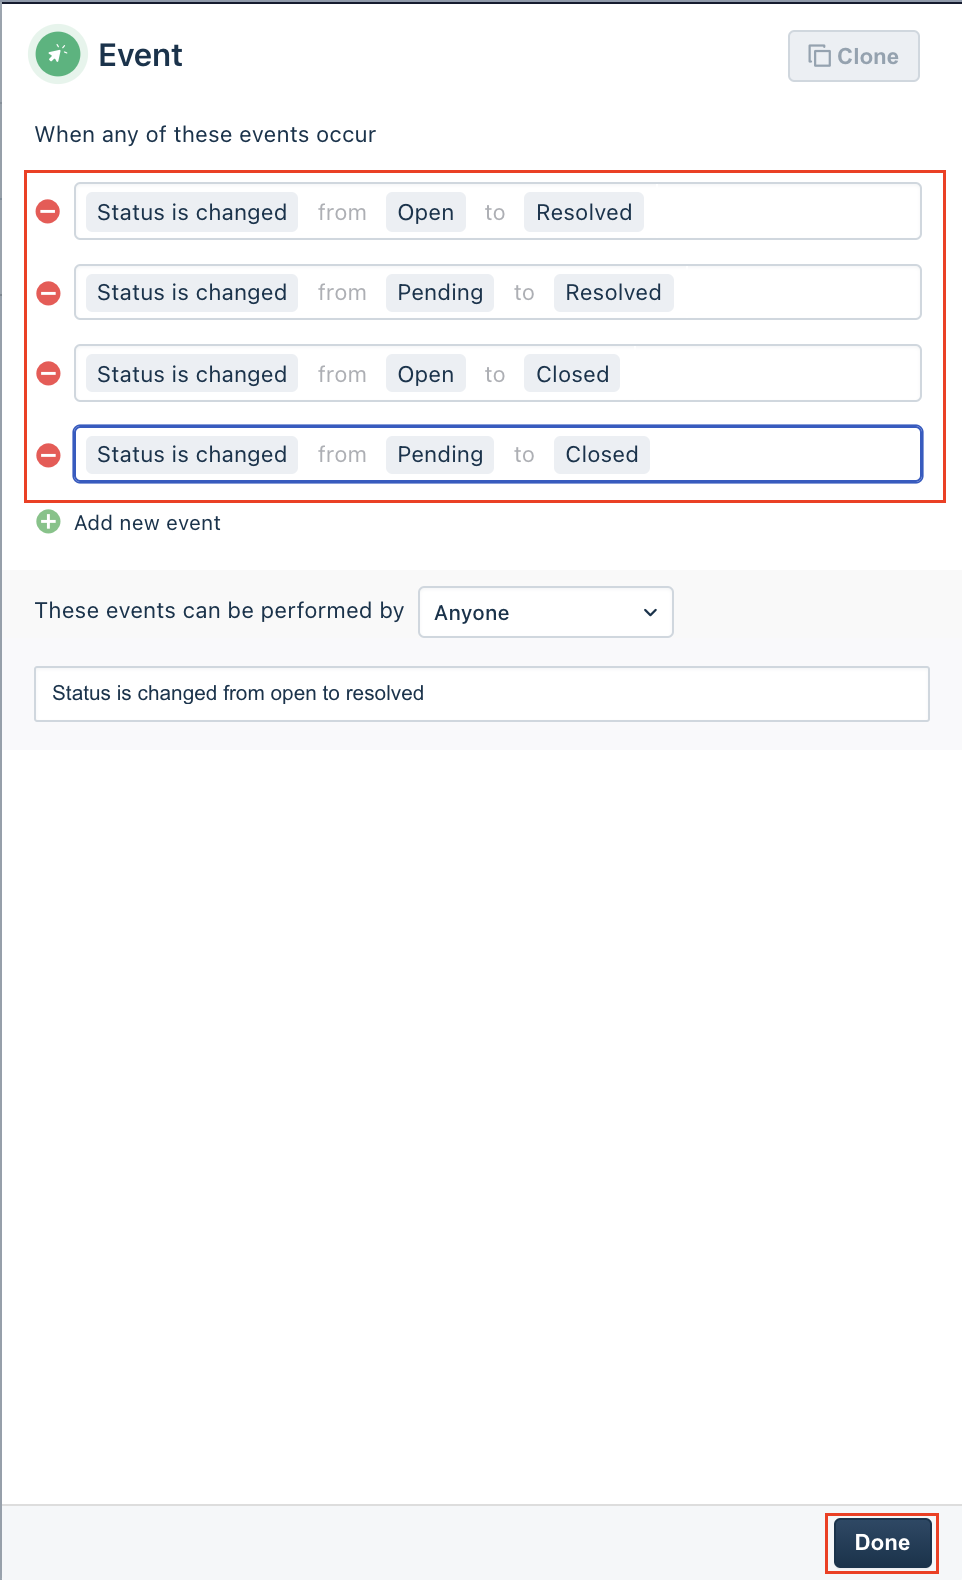 Event
Clone
When any of these events occur
Status is changed from Open to Resolved
Status is changed from Pending to Resolved
Status is changed from Open to Closed
Status is changed from Pending to Closed
Add new event
These events can be performed by Anyone
Status is changed from open to resolved
Done